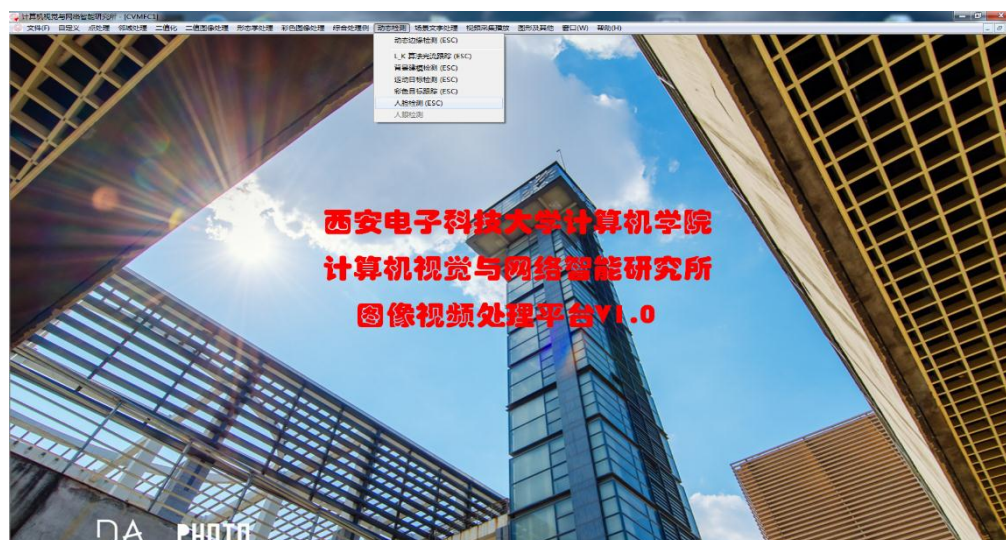 计算机视觉与网络智能研究所 - [CVMFC1]
文件(F) 自定义 点处理 邻域处理 二值化 二值图像处理 形态学处理 彩色图像处理 综合处理例 动态检测 场景文字处理 视频采集播放 图形及其他 窗口(W) 帮助(H)
动态边缘检测 (ESC)
L_K 算法光流跟踪 (ESC)
背景建模检测 (ESC)
运动目标检测 (ESC)
彩色目标跟踪 (ESC)
人脸检测 (ESC)
人眼检测
西安电子科技大学计算机学院
计算机视觉与网络智能研究所
图像视频处理平台V1.0
DA PHOTO